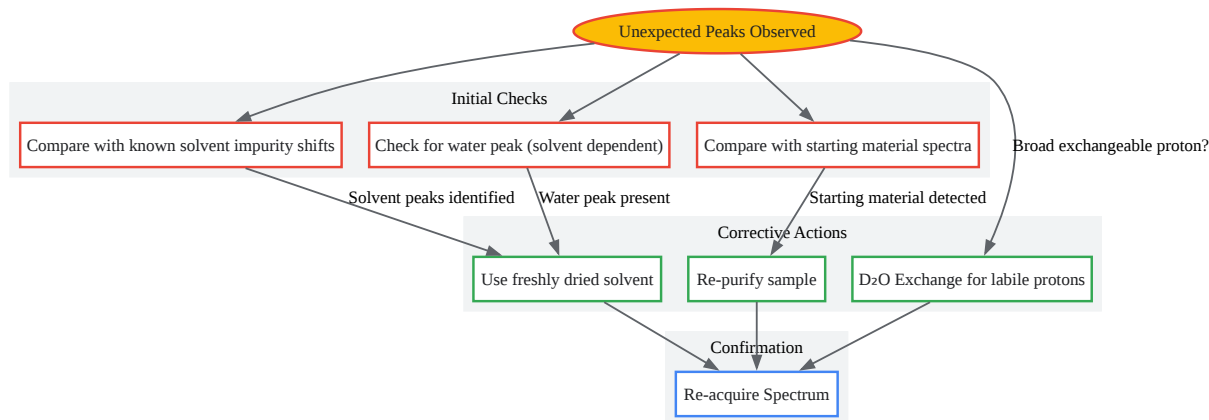 Unexpected Peaks Observed
Initial Checks
Compare with known solvent impurity shifts
Check for water peak (solvent dependent)
Compare with starting material spectra
Broad exchangeable proton?
Solvent peaks identified
Water peak present
Starting material detected
Corrective Actions
Use freshly dried solvent
Re-purify sample
D₂O Exchange for labile protons
Confirmation
Re-acquire Spectrum